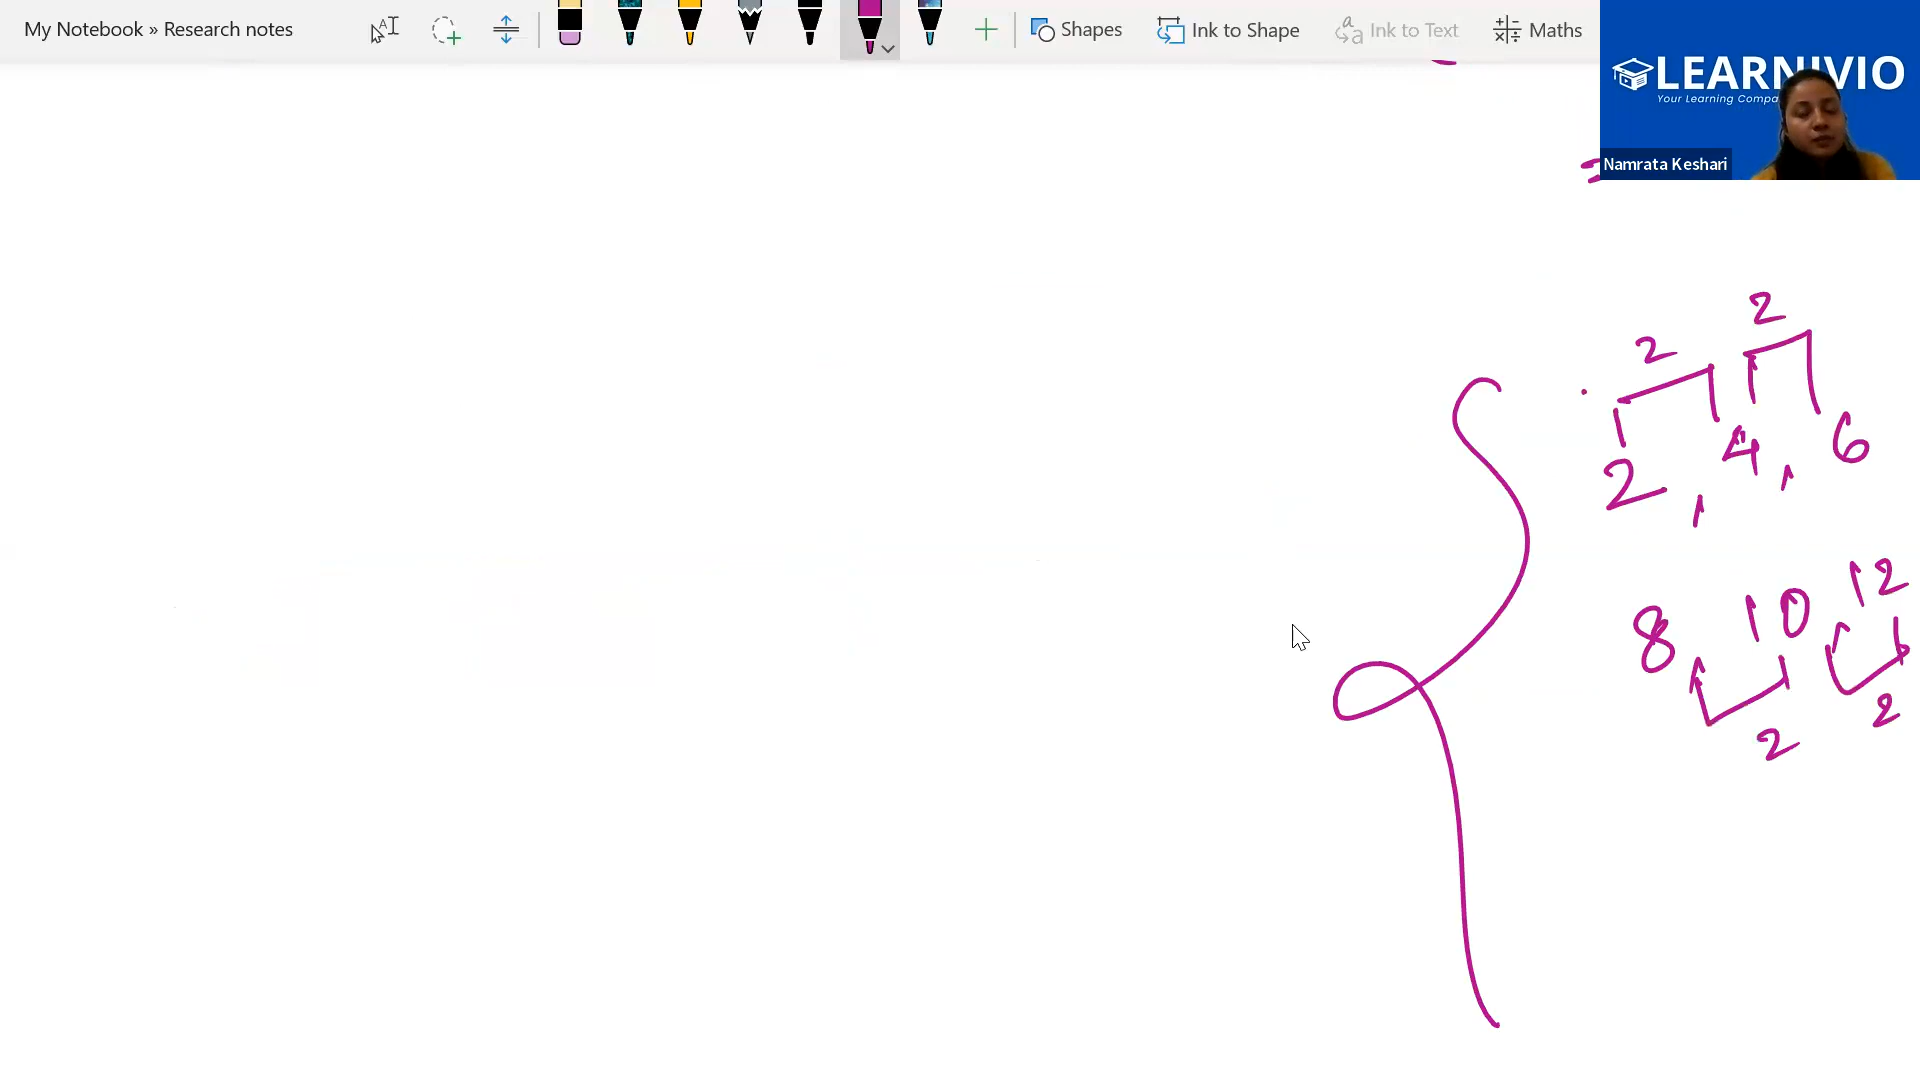 My Notebook » Research notes
Shapes
Ink to Shape
Ink to Text
Maths
LEARNIVIO
Your Learning Compa
Namrata Keshari
2 2
2, 4, 6
8 10 12
2 2